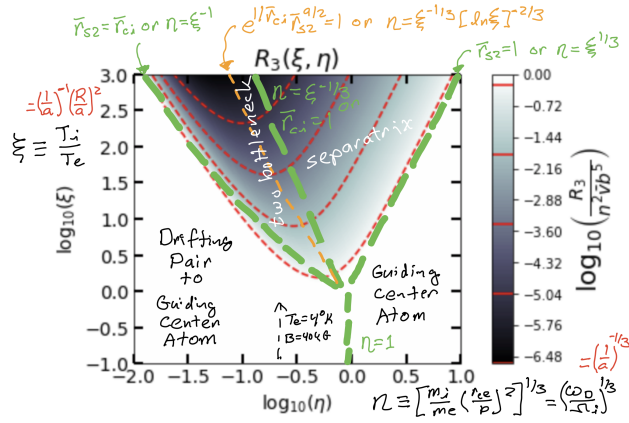 r̄s2 = r̄ci or η=ξ⁻¹
e^{1/r̄ci} r̄s2^{9/2} = 1 or η=ξ^{-1/3}[lnξ]^{-2/3}
r̄s2=1 or η=ξ^{1/3}
R₃(ξ, η)
=(1/a)⁻¹(R/a)²
ξ ≡ Ti/Te
log₁₀(ξ)
3.0
2.5
2.0
1.5
1.0
0.5
0.0
−0.5
−1.0
η=ξ^{-1/3}
or
r̄ci=1
two bottleneck
separatrix
Drifting
Pair
to
Guiding
Center
Atom
Te=4°K
B=40kG
Guiding
Center
Atom
η=1
−2.0 −1.5 −1.0 −0.5 0.0 0.5 1.0
log₁₀(η)
0.00
−0.72
−1.44
−2.16
−2.88
−3.60
−4.32
−5.04
−5.76
−6.48
log₁₀(R₃/n²v̄b⁵)
=(1/a)^{-1/3}
η ≡ [mi/me (rce/b)²]^{1/3} = (ωD/Ωi)^{1/3}